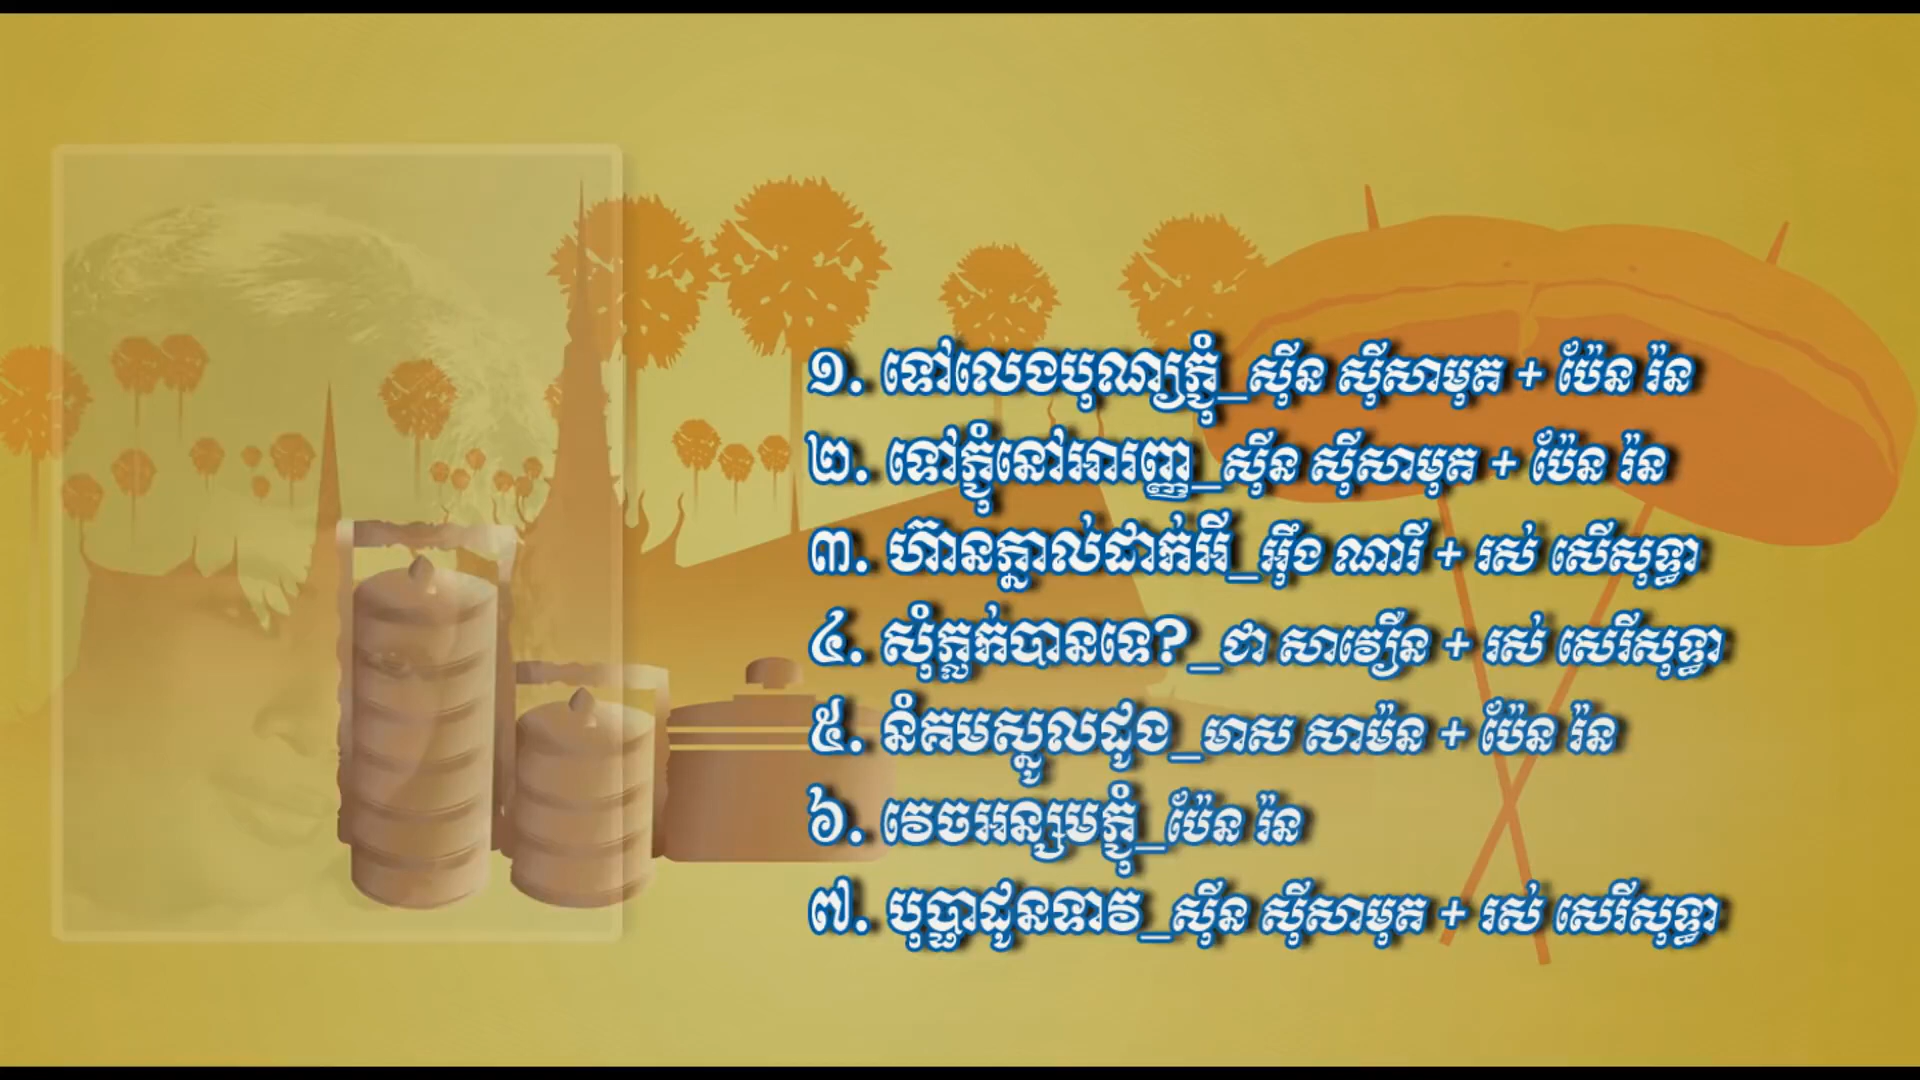 ១. ទៅលេងបុណ្យភ្ជុំ_ស៊ីន ស៊ីសាមុត + ប៉ែន រ៉ន
២. ទៅភ្ជុំនៅអារញ្ញ_ស៊ីន ស៊ីសាមុត + ប៉ែន រ៉ន
៣. ហ៊ានភ្នាល់ដាក់អី_អ៊ឹង ណារី + រស់ សើសុទ្ធា
៤. សុំភ្លក់បានទេ?_ជា សាវឿន + រស់ សេរីសុទ្ធា
៥. នំគមស្នូលដូង_មាស សាម៉ន + ប៉ែន រ៉ន
៦. វេចអន្សមភ្ជុំ_ប៉ែន រ៉ន
៧. បុប្ផាដូនទាវ_ស៊ីន ស៊ីសាមុត + រស់ សេរីសុទ្ធា